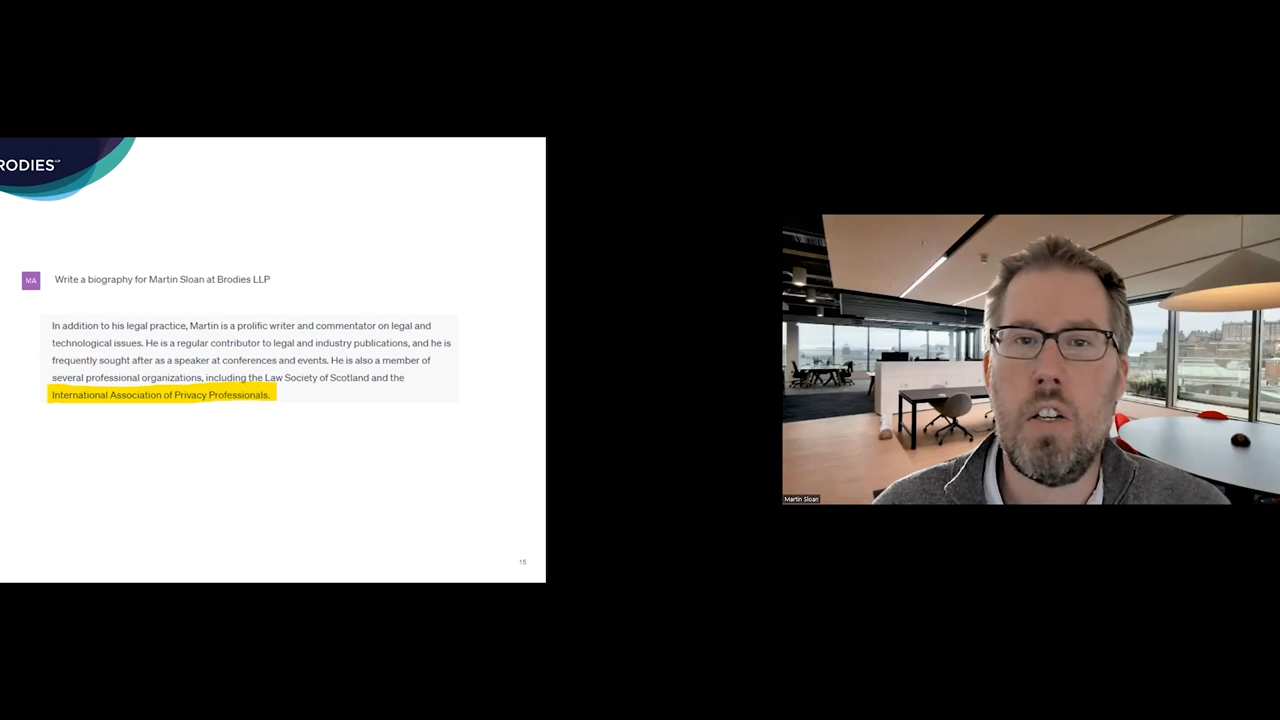 RODIES LLP
MA
Write a biography for Martin Sloan at Brodies LLP
In addition to his legal practice, Martin is a prolific writer and commentator on legal and
technological issues. He is a regular contributor to legal and industry publications, and he is
frequently sought after as a speaker at conferences and events. He is also a member of
several professional organizations, including the Law Society of Scotland and the
International Association of Privacy Professionals.
15
Martin Sloan